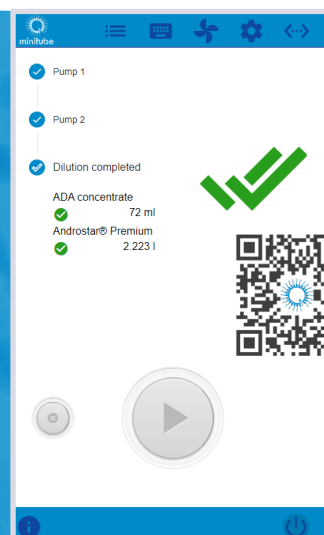 minitube
Pump 1
Pump 2
Dilution completed
ADA concentrate
72 ml
Androstar® Premium
2.223 l